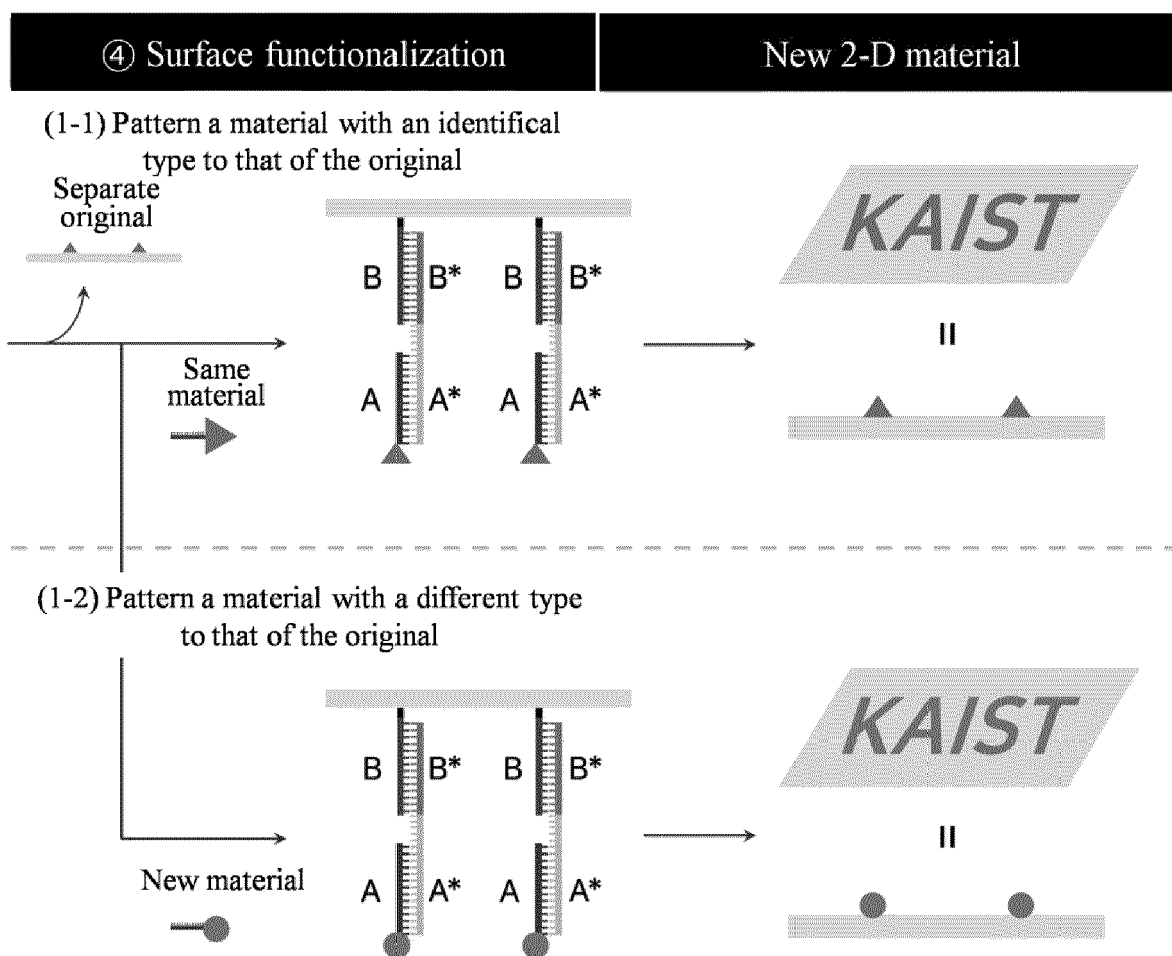 ④ Surface functionalization
New 2-D material
(1-1) Pattern a material with an identifical
type to that of the original
Separate
original
Same
material
B B* B B*
A A* A A*
KAIST
=
(1-2) Pattern a material with a different type
to that of the original
New material
B B* B B*
A A* A A*
KAIST
=